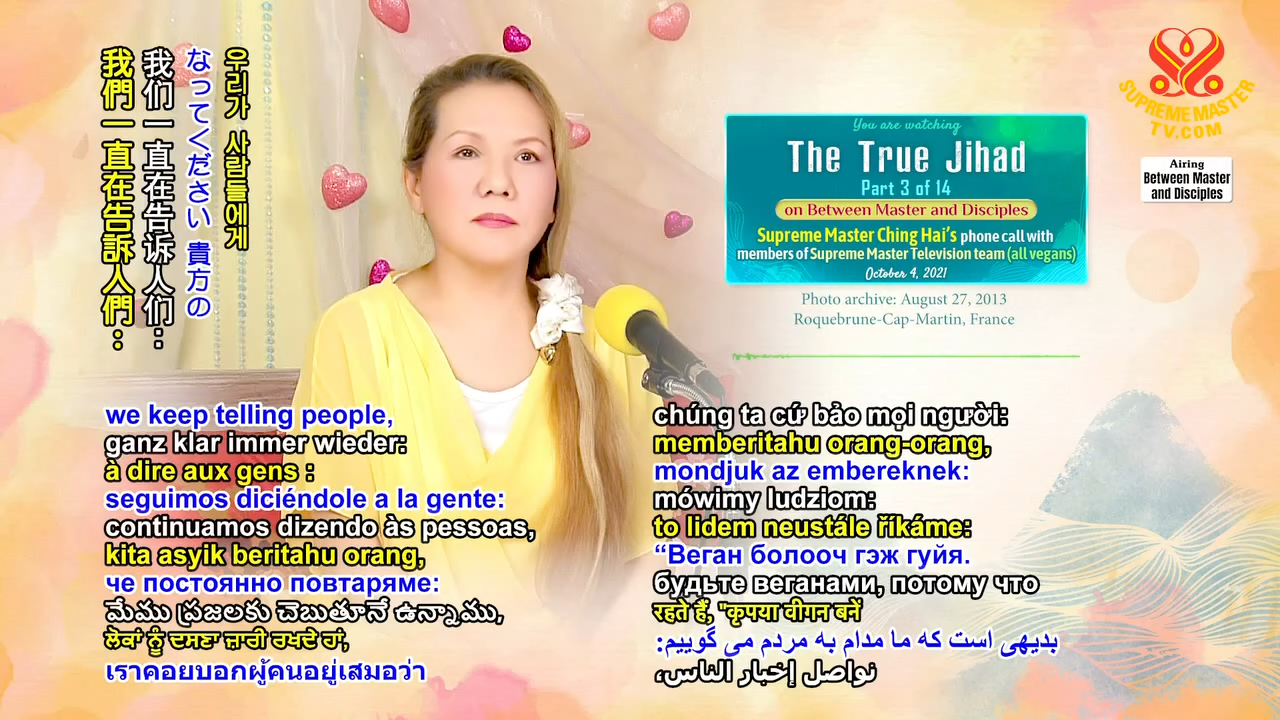 우리가 사람들에게
なってください 貴方の
我们一直在告诉人们：
我們一直在告訴人們：
SUPREME MASTER
TV.COM
Airing
Between Master
and Disciples
You are watching
The True Jihad
Part 3 of 14
on Between Master and Disciples
Supreme Master Ching Hai's phone call with
members of Supreme Master Television team (all vegans)
October 4, 2021
Photo archive: August 27, 2013
Roquebrune-Cap-Martin, France
we keep telling people,
ganz klar immer wieder:
à dire aux gens :
seguimos diciéndole a la gente:
continuamos dizendo às pessoas,
kita asyik beritahu orang,
че постоянно повтаряме:
మేము ప్రజలకు చెబుతూనే ఉన్నాము,
ਲੋਕਾਂ ਨੂੰ ਦਸਣਾ ਜ਼ਾਰੀ ਰਖਦੇ ਹਾਂ,
เราคอยบอกผู้คนอยู่เสมอว่า
chúng ta cứ bảo mọi người:
memberitahu orang-orang,
mondjuk az embereknek:
mówimy ludziom:
to lidem neustále říkáme:
“Веган болооч гэж гуйя.
будьте веганами, потому что
रहते हैं, "कृपया वीगन बनें
بدیهی است که ما مدام به مردم می گوییم:
نواصل إخبار الناس،